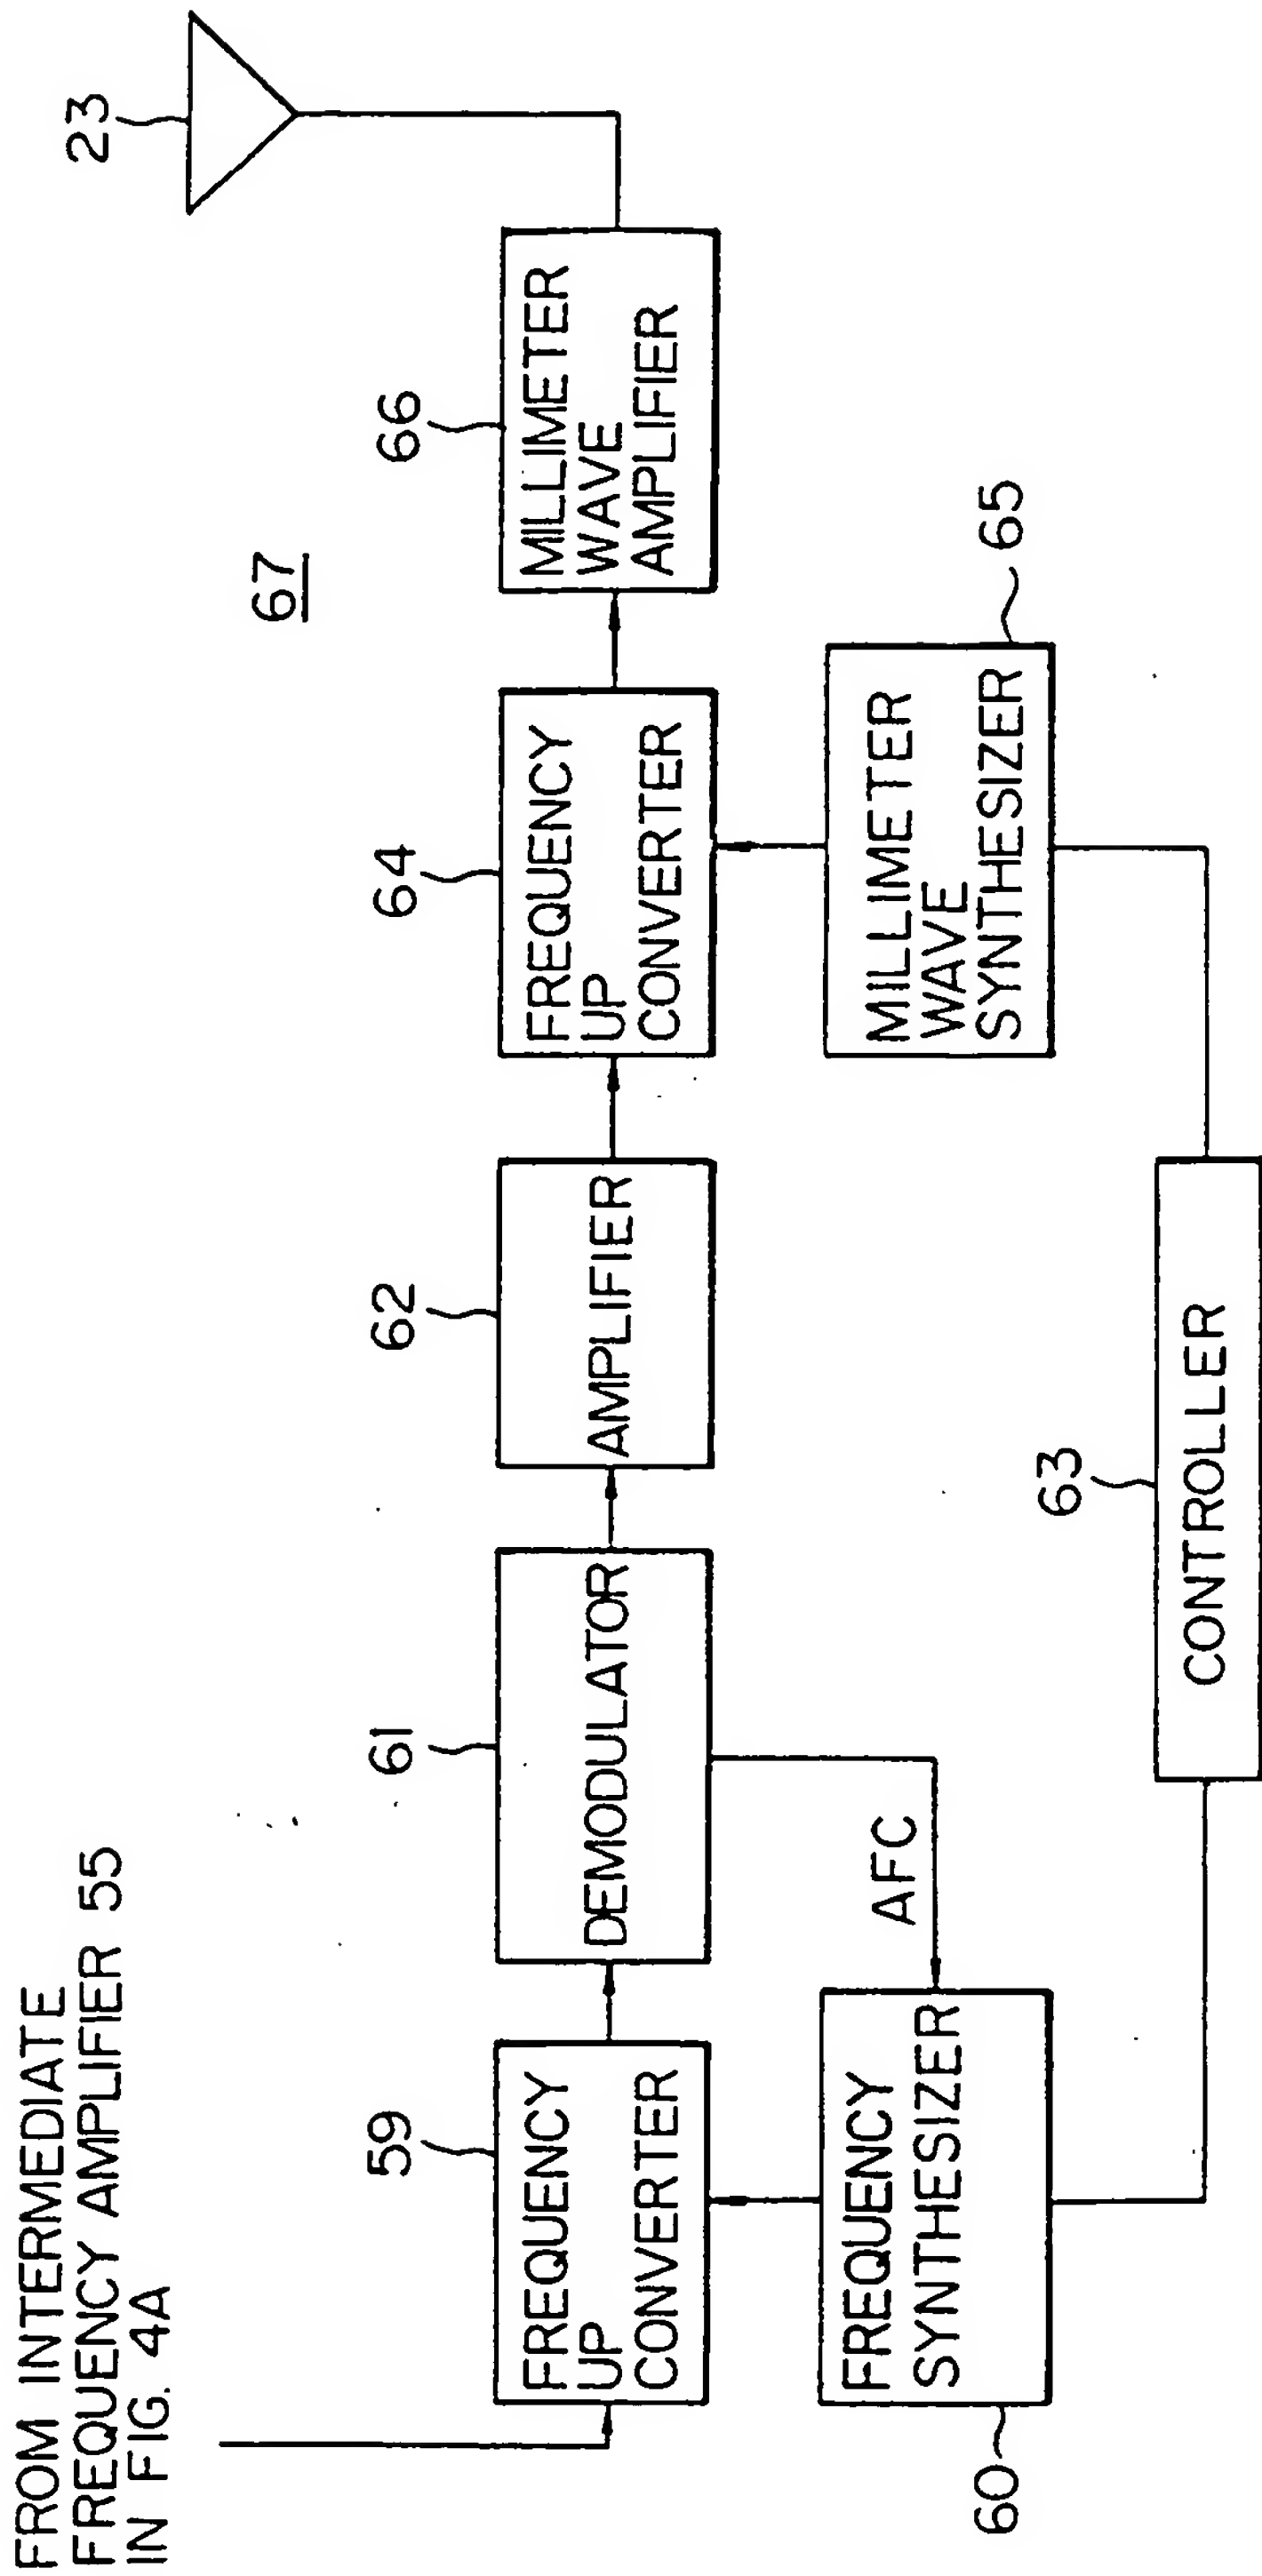 FROM INTERMEDIATE
FREQUENCY AMPLIFIER 55
IN FIG. 4A
67
23
59
FREQUENCY
UP
CONVERTER
61
DEMODULATOR
62
AMPLIFIER
64
FREQUENCY
UP
CONVERTER
66
MILLIMETER
WAVE
AMPLIFIER
AFC
60
FREQUENCY
SYNTHESIZER
65
MILLIMETER
WAVE
SYNTHESIZER
63
CONTROLLER